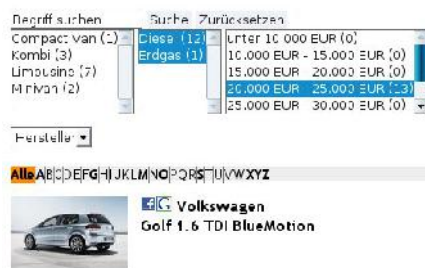 Begriff suchen Suche Zurücksetzen
Compact Van (1) Diesel (12) unter 10 000 EUR (0)
Kombi (3) Erdgas (1) 10.000 EUR - 15.000 EUR (0)
Limousine (7) 15.000 EUR - 20.000 EUR (0)
Minivan (2) 20.000 EUR - 25.000 EUR (13)
25.000 EUR - 30.000 EUR (0)
Hersteller
Alle A B C D E F G H I J K L M N O P Q R S T U V W X Y Z
Volkswagen
Golf 1.6 TDI BlueMotion